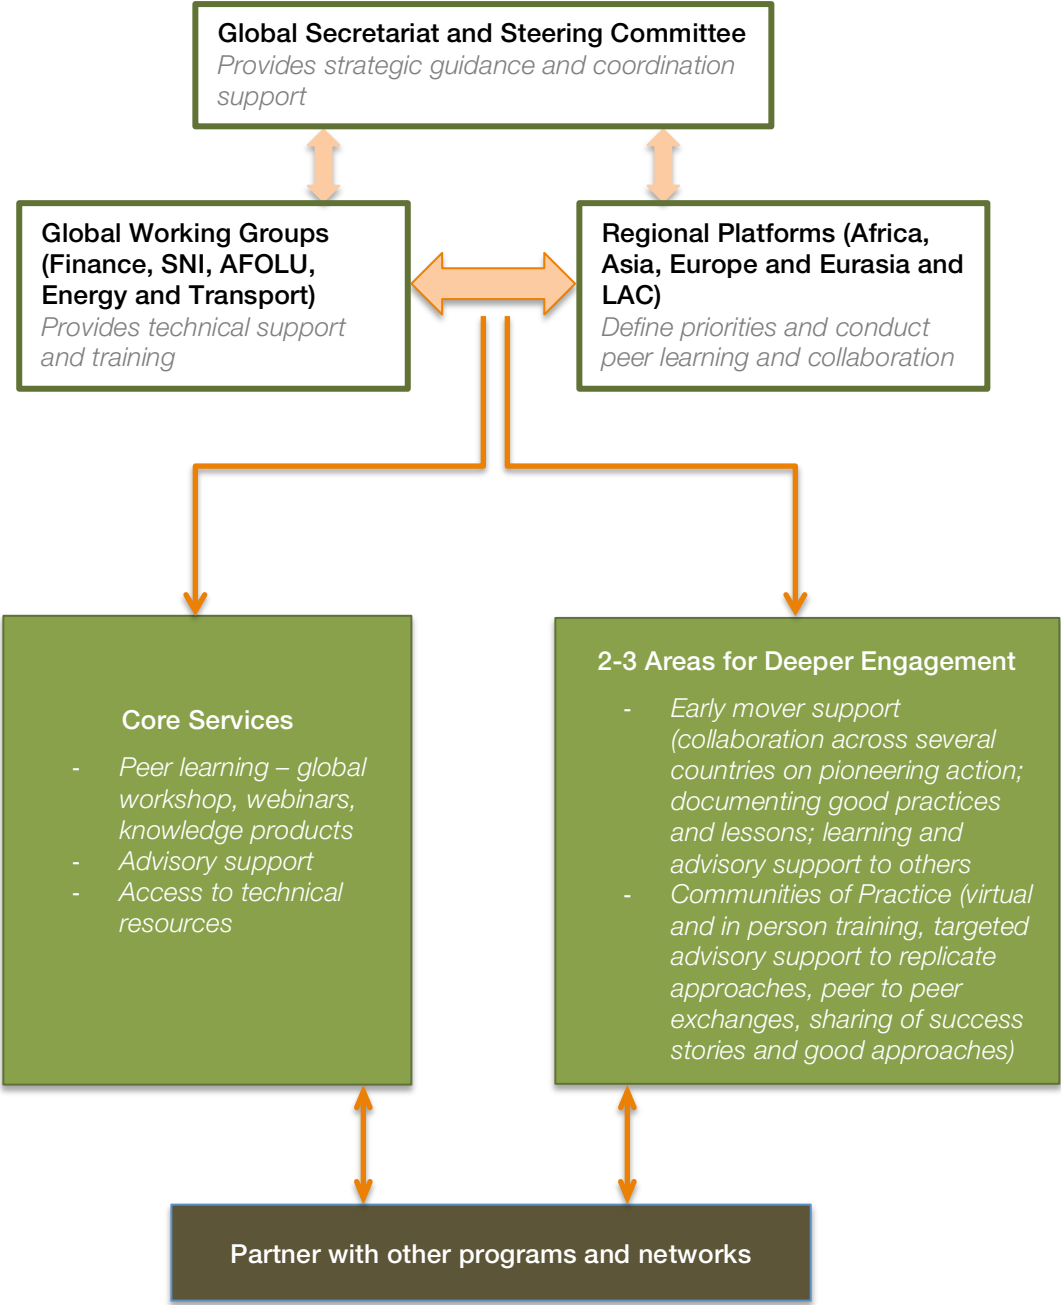 Global Secretariat and Steering Committee
Provides strategic guidance and coordination
support
Global Working Groups
(Finance, SNI, AFOLU,
Energy and Transport)
Provides technical support
and training
Regional Platforms (Africa,
Asia, Europe and Eurasia and
LAC)
Define priorities and conduct
peer learning and collaboration
Core Services
- Peer learning – global
workshop, webinars,
knowledge products
- Advisory support
- Access to technical
resources
2-3 Areas for Deeper Engagement
- Early mover support
(collaboration across several
countries on pioneering action;
documenting good practices
and lessons; learning and
advisory support to others
- Communities of Practice (virtual
and in person training, targeted
advisory support to replicate
approaches, peer to peer
exchanges, sharing of success
stories and good approaches)
Partner with other programs and networks